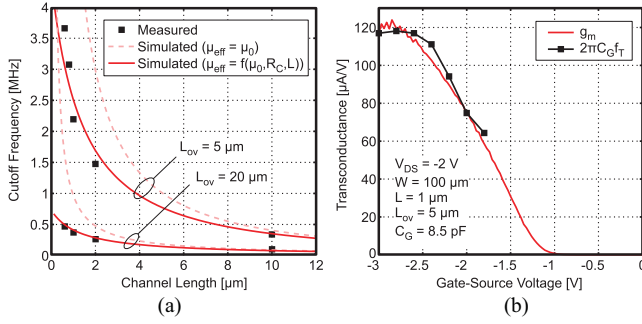 4
3.5
3
2.5
2
1.5
1
0.5
0
0 2 4 6 8 10 12
Cutoff Frequency [MHz]
Channel Length [µm]
Measured
Simulated (μeff = μ0)
Simulated (μeff = f(μ0,RC,L))
Lov = 5 µm
Lov = 20 µm
(a)
120
100
80
60
40
20
0
-3 -2.5 -2 -1.5 -1 -0.5 0
Transconductance [µA/V]
Gate-Source Voltage [V]
gm
2πCGfT
VDS = -2 V
W = 100 µm
L = 1 µm
Lov = 5 µm
CG = 8.5 pF
(b)